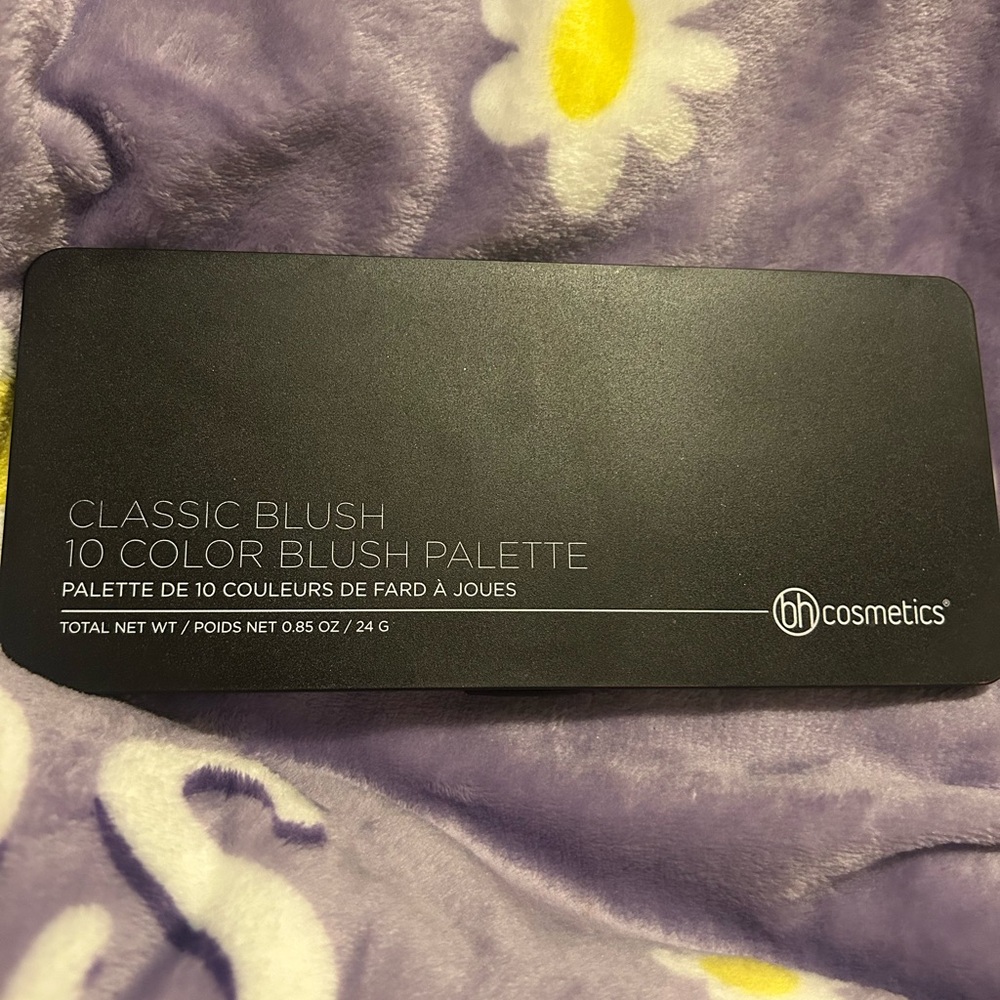 CLASSIC BLUSH
10 COLOR BLUSH PALETTE
PALETTE DE 10 COULEURS DE FARD À JOUES
TOTAL NET WT / POIDS NET 0.85 OZ / 24 G
bh cosmetics®